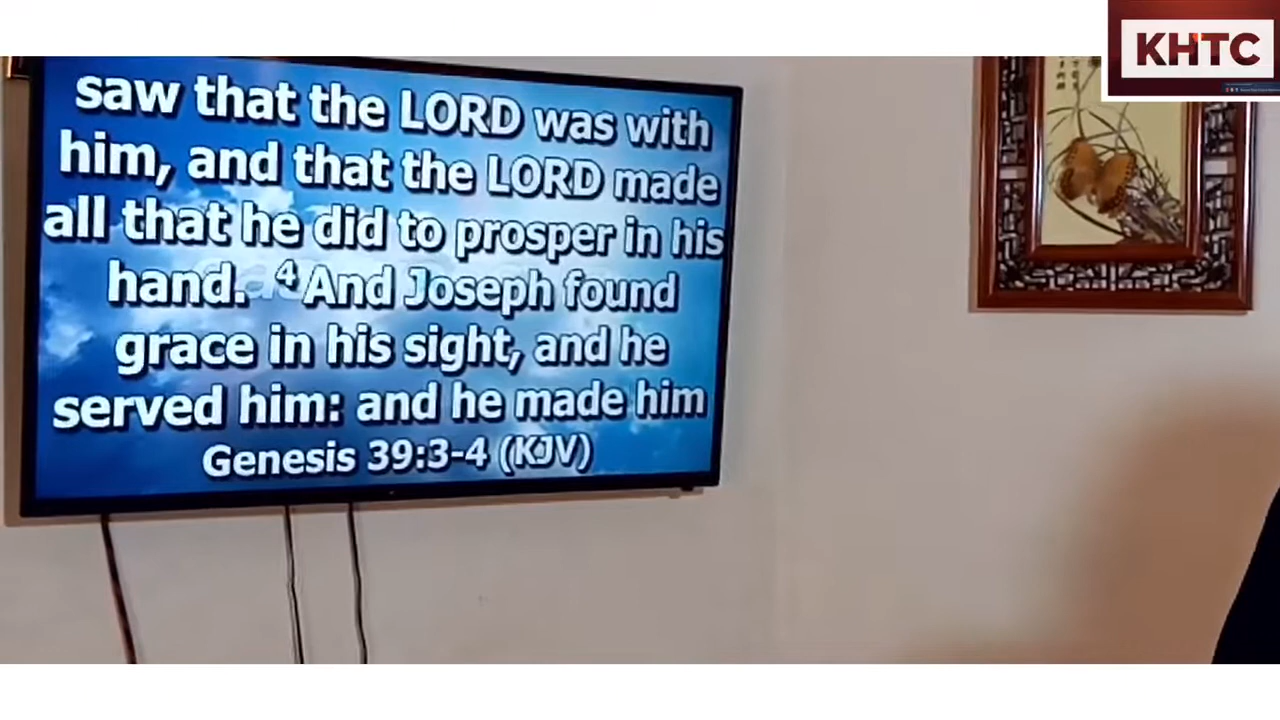 KHTC
saw that the LORD was with
him, and that the LORD made
all that he did to prosper in his
hand. 4 And Joseph found
grace in his sight, and he
served him: and he made him
Genesis 39:3-4 (KJV)